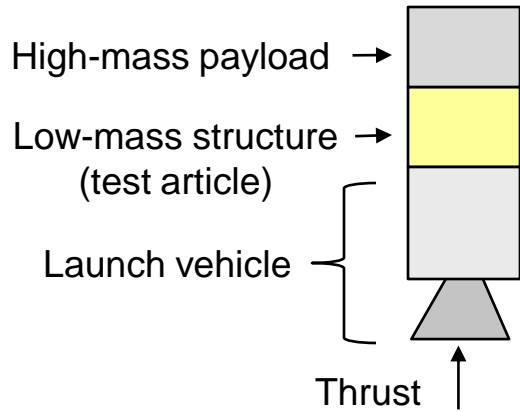 High-mass payload
Low-mass structure
(test article)
Launch vehicle
Thrust